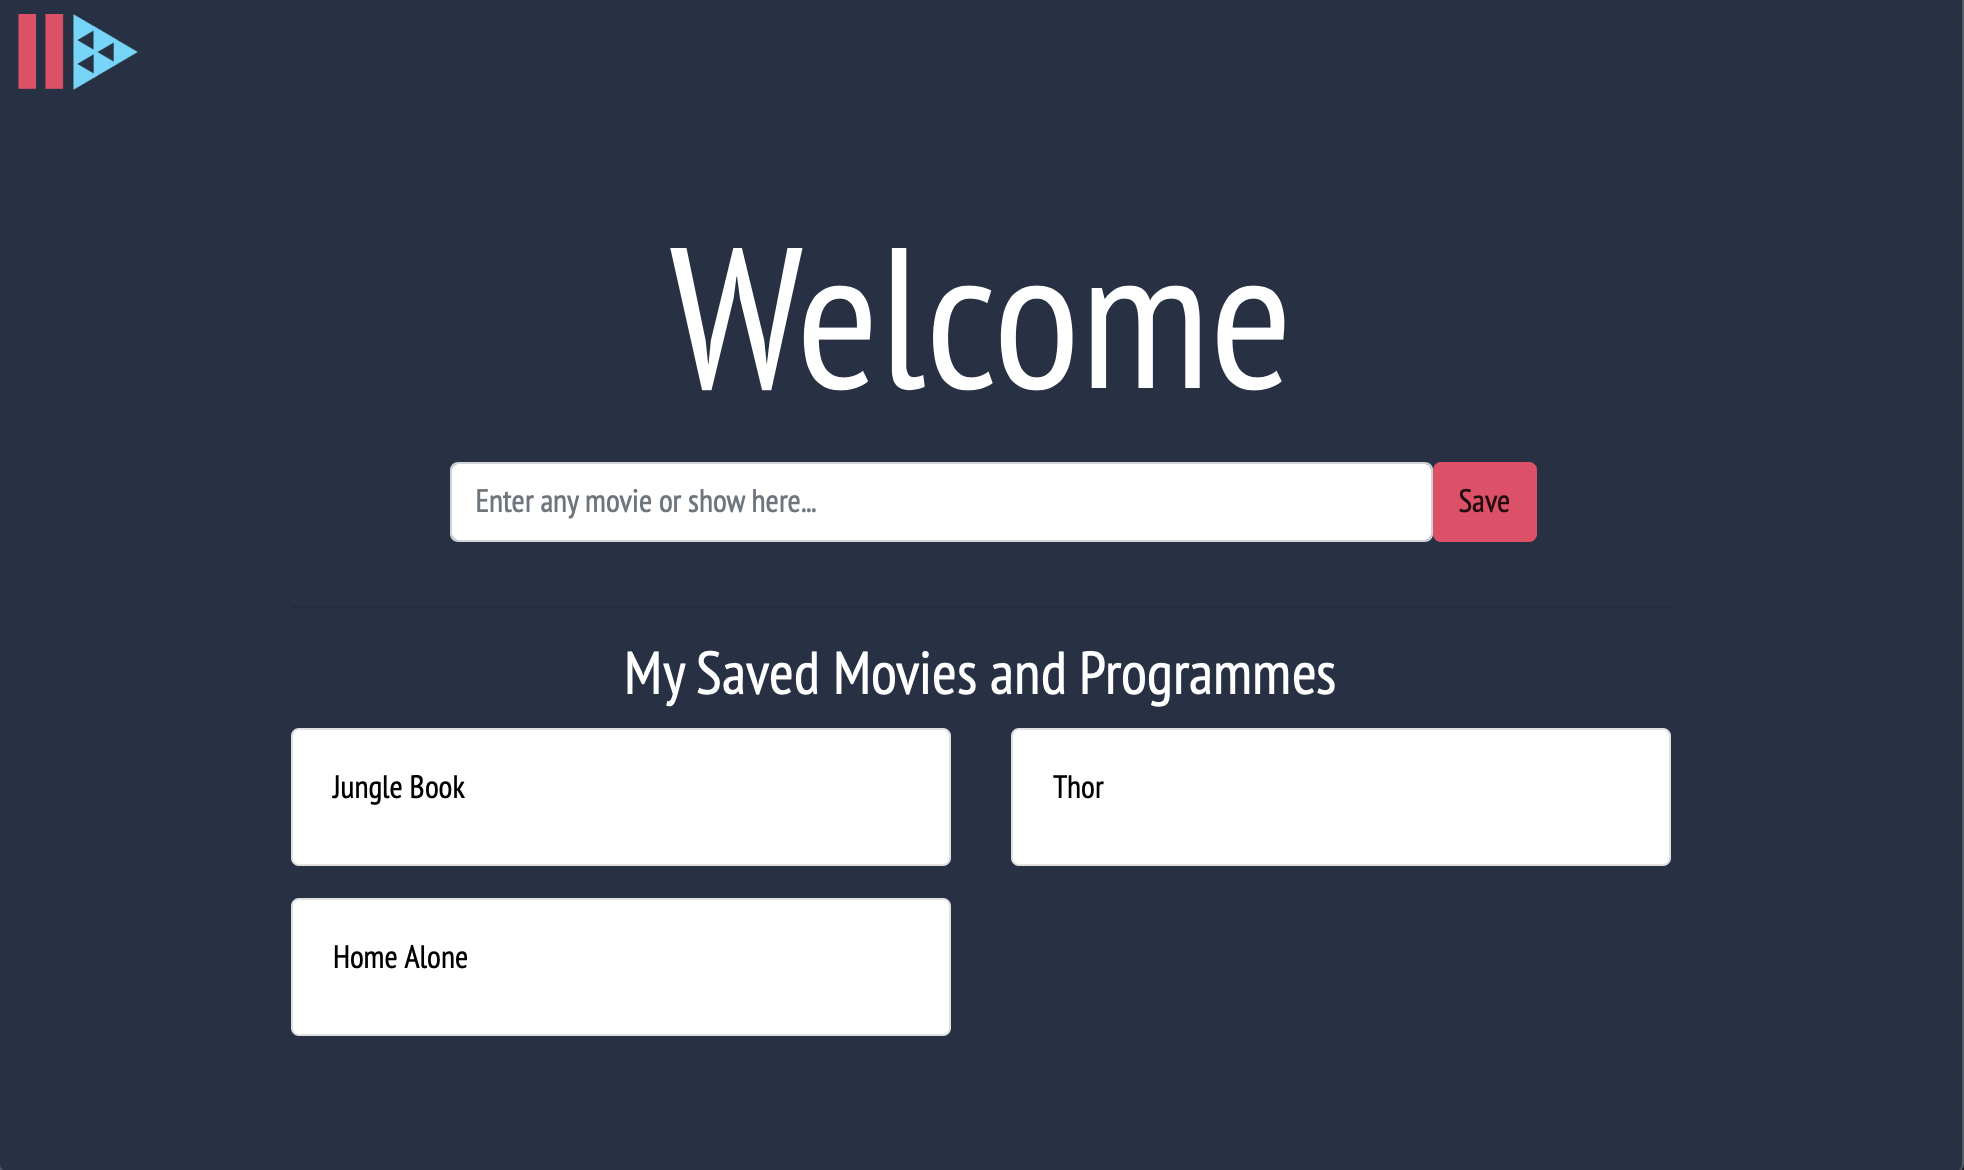 Welcome
Enter any movie or show here...
Save
My Saved Movies and Programmes
Jungle Book
Thor
Home Alone